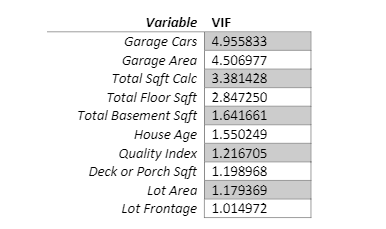 Variable VIF
Garage Cars 4.955833
Garage Area 4.506977
Total Sqft Calc 3.381428
Total Floor Sqft 2.847250
Total Basement Sqft 1.641661
House Age 1.550249
Quality Index 1.216705
Deck or Porch Sqft 1.198968
Lot Area 1.179369
Lot Frontage 1.014972